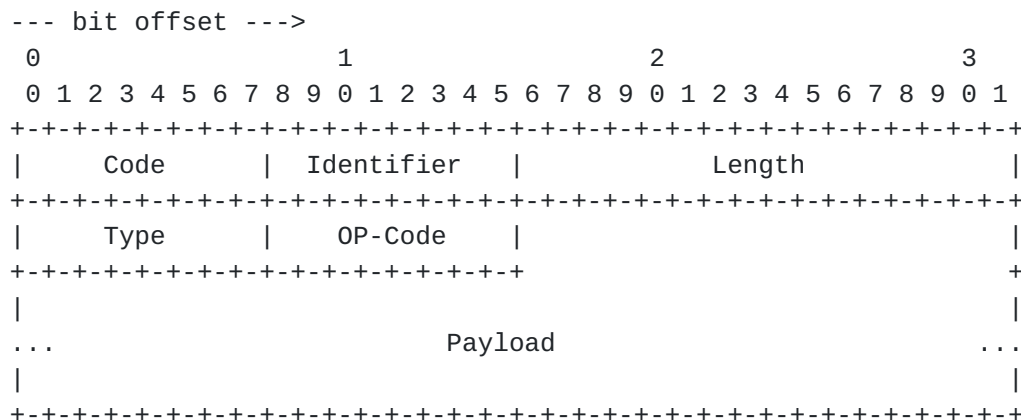 --- bit offset --->
 0                   1                   2                   3
 0 1 2 3 4 5 6 7 8 9 0 1 2 3 4 5 6 7 8 9 0 1 2 3 4 5 6 7 8 9 0 1
+-+-+-+-+-+-+-+-+-+-+-+-+-+-+-+-+-+-+-+-+-+-+-+-+-+-+-+-+-+-+-+-+
|     Code      |  Identifier   |            Length             |
+-+-+-+-+-+-+-+-+-+-+-+-+-+-+-+-+-+-+-+-+-+-+-+-+-+-+-+-+-+-+-+-+
|     Type      |    OP-Code    |                               |
+-+-+-+-+-+-+-+-+-+-+-+-+-+-+-+-+                               +
|                                                               |
...                         Payload                           ...
|                                                               |
+-+-+-+-+-+-+-+-+-+-+-+-+-+-+-+-+-+-+-+-+-+-+-+-+-+-+-+-+-+-+-+-+